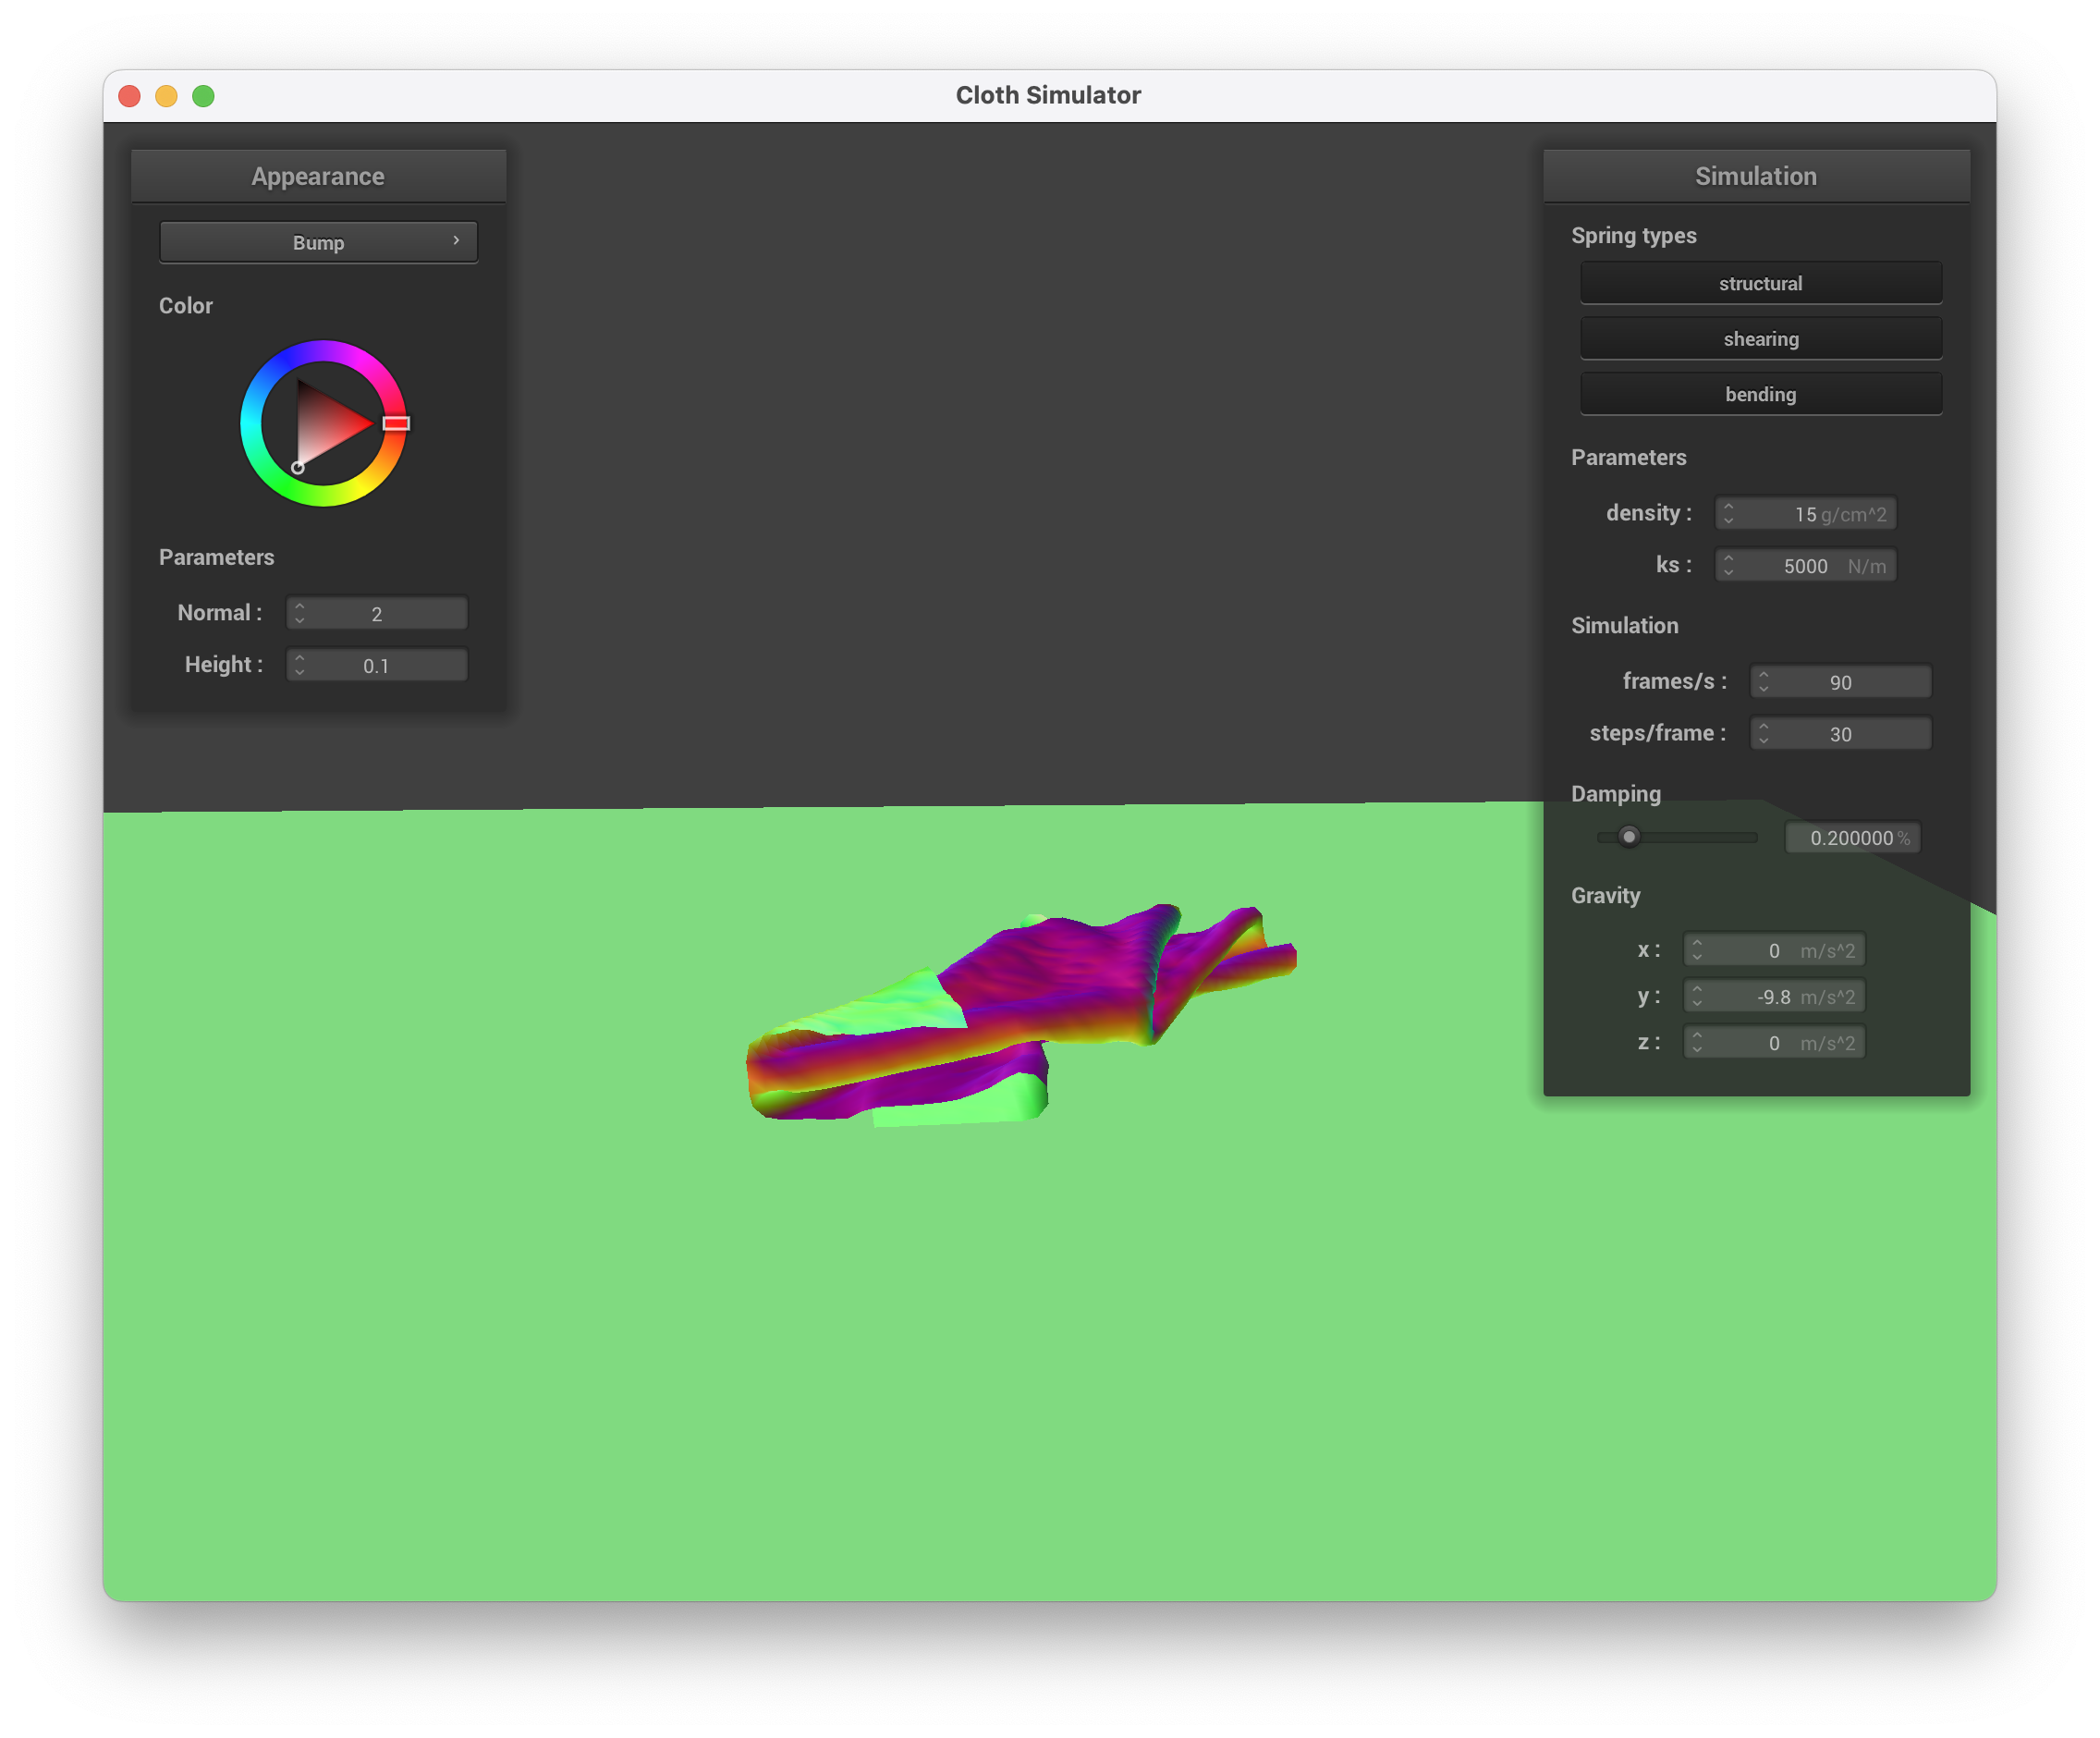 Cloth Simulator
Appearance
Bump
Color
Parameters
Normal : 2
Height : 0.1
Simulation
Spring types
structural
shearing
bending
Parameters
density : 15 g/cm^2
ks : 5000 N/m
Simulation
frames/s : 90
steps/frame : 30
Damping
0.200000 %
Gravity
x : 0 m/s^2
y : -9.8 m/s^2
z : 0 m/s^2